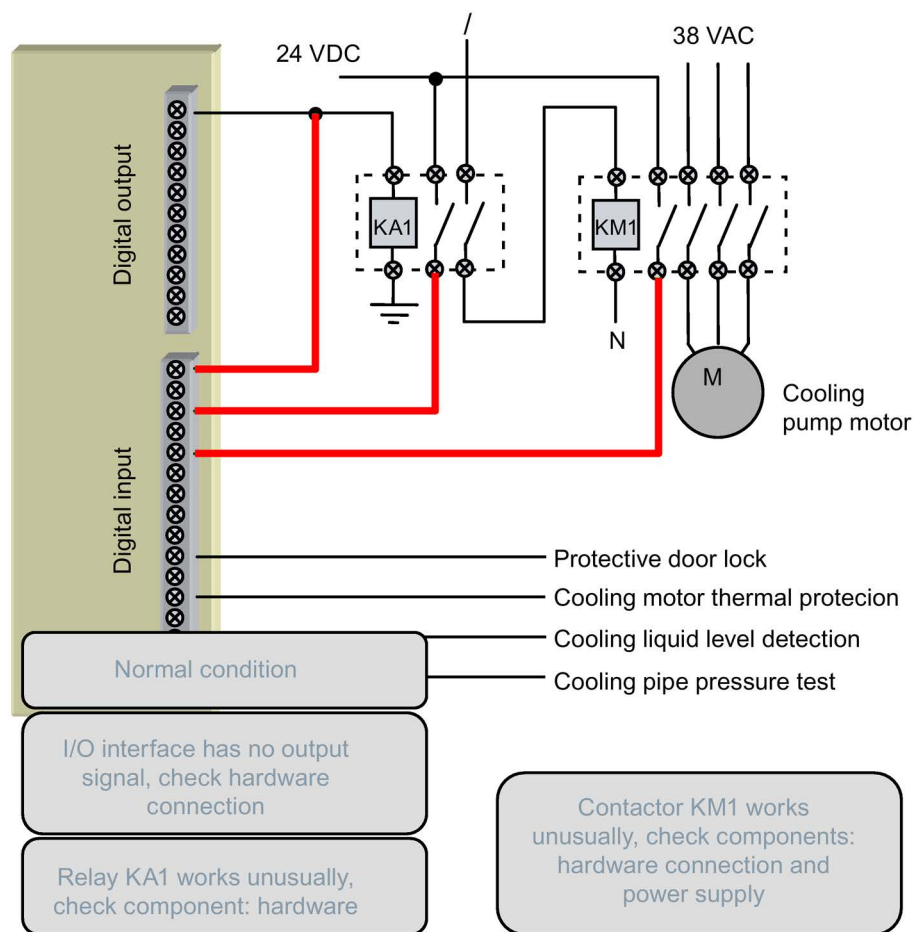 /
24 VDC
38 VAC
Digital output
KA1
KM1
N
M
Cooling
pump motor
Digital input
Protective door lock
Cooling motor thermal protecion
Cooling liquid level detection
Cooling pipe pressure test
Normal condition
I/O interface has no output
signal, check hardware
connection
Relay KA1 works unusually,
check component: hardware
Contactor KM1 works
unusually, check components:
hardware connection and
power supply